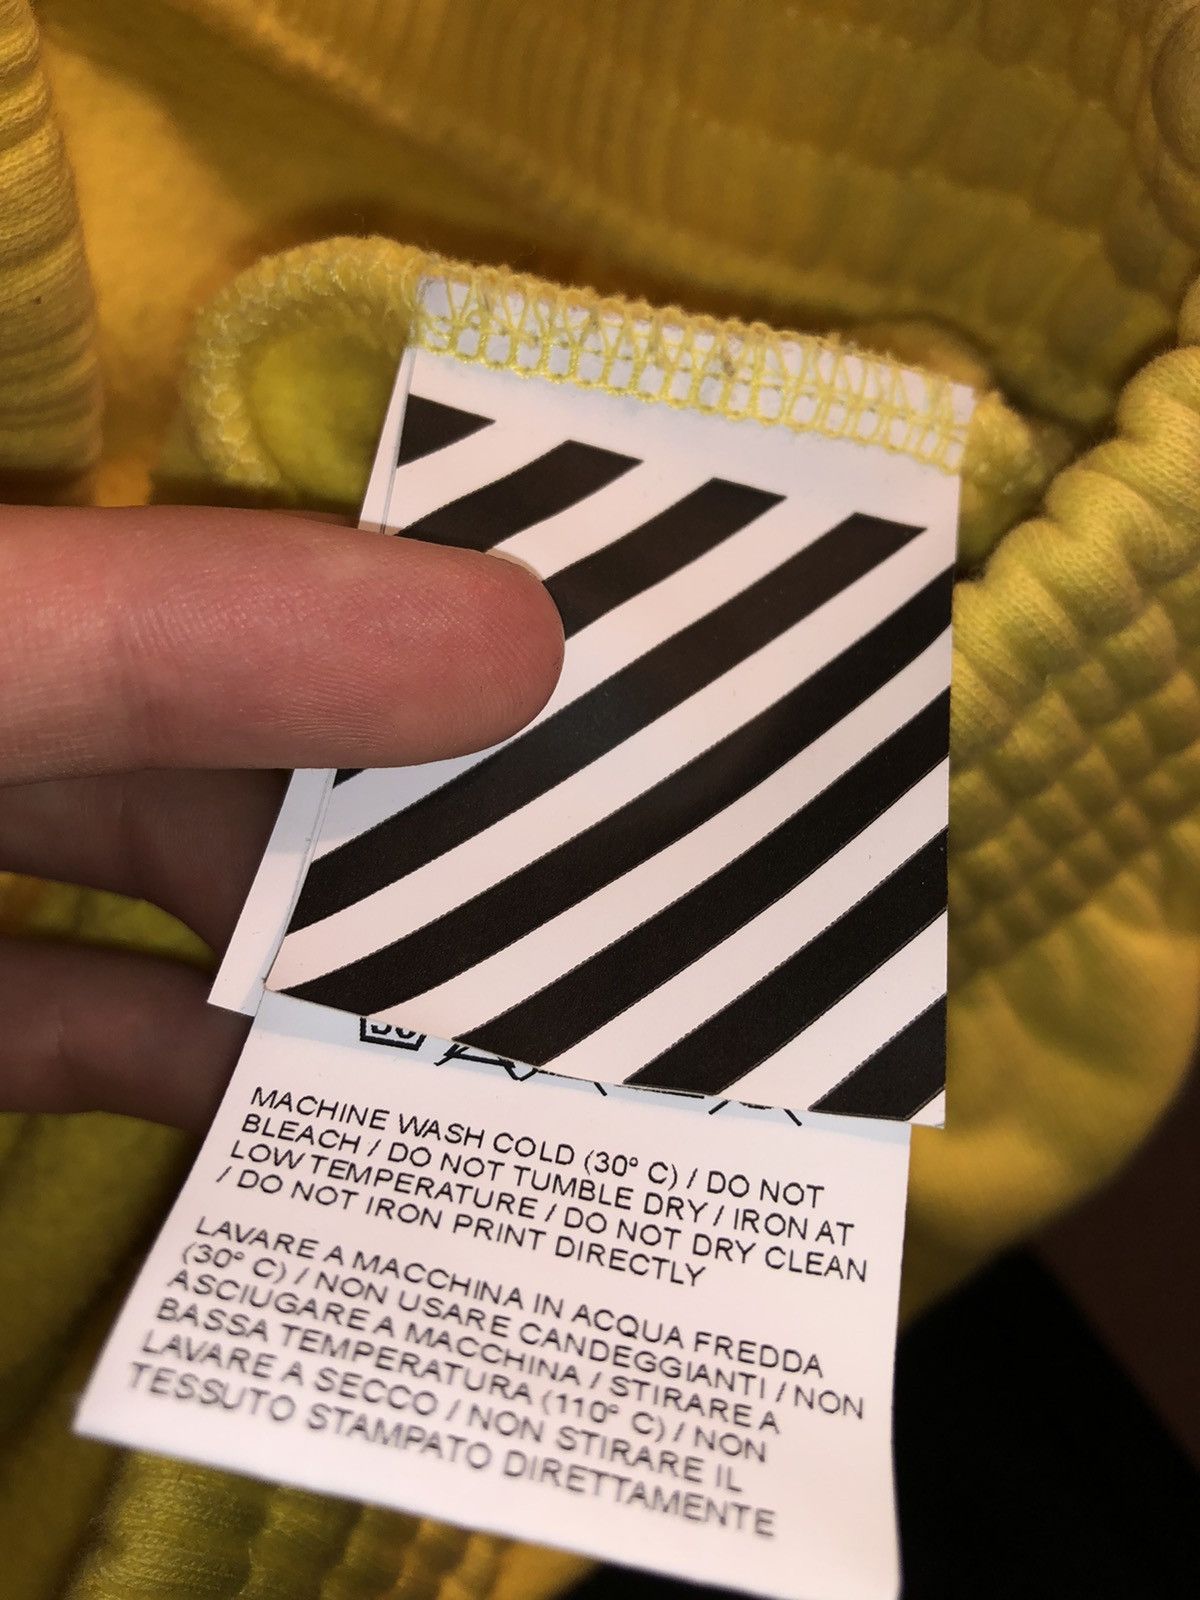 MACHINE WASH COLD (30° C) / DO NOT
BLEACH / DO NOT TUMBLE DRY / IRON AT
LOW TEMPERATURE / DO NOT DRY CLEAN
/ DO NOT IRON PRINT DIRECTLY
LAVARE A MACCHINA IN ACQUA FREDDA
(30° C) / NON USARE CANDEGGIANTI / NON
ASCIUGARE A MACCHINA / STIRARE A
BASSA TEMPERATURA (110° C) / NON
LAVARE A SECCO / NON STIRARE IL
TESSUTO STAMPATO DIRETTAMENTE